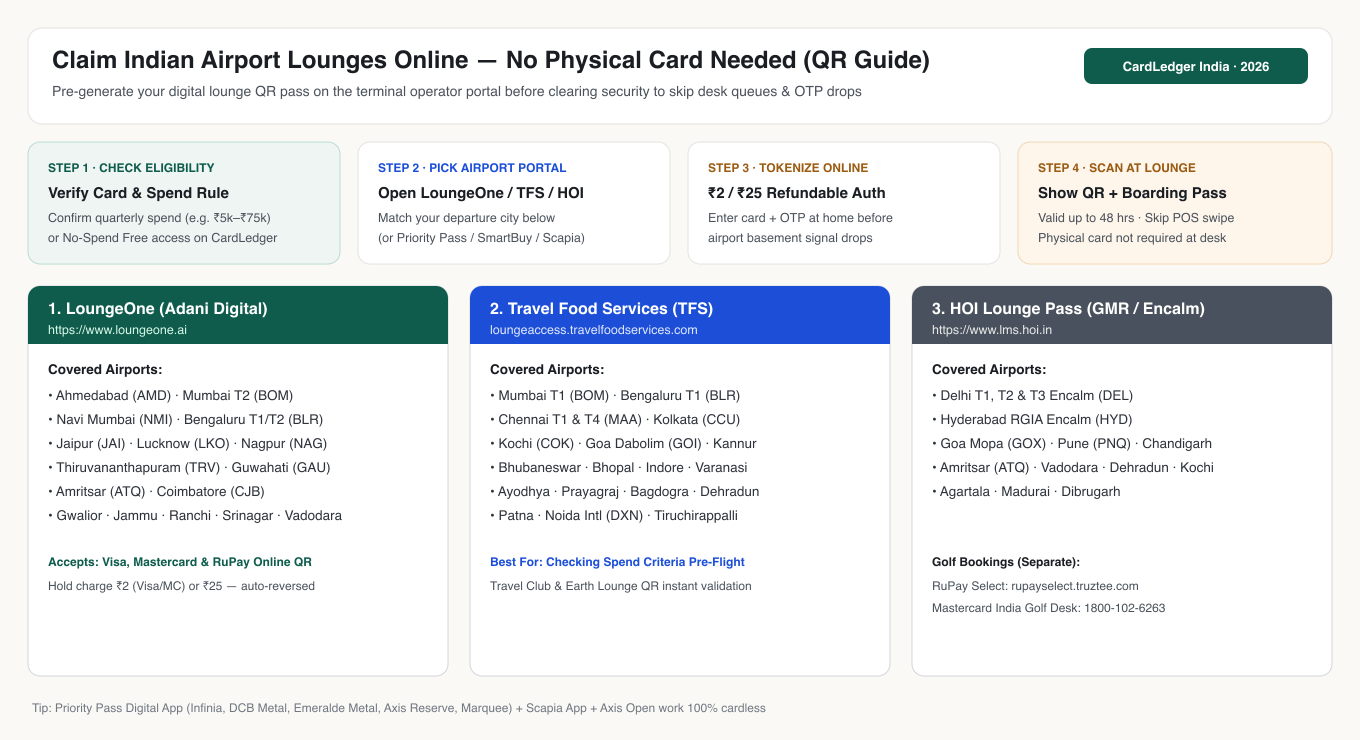 Claim Indian Airport Lounges Online — No Physical Card Needed (QR Guide)
Pre-generate your digital lounge QR pass on the terminal operator portal before clearing security to skip desk queues & OTP drops
CardLedger India · 2026
STEP 1 · CHECK ELIGIBILITY
Verify Card & Spend Rule
Confirm quarterly spend (e.g. ₹5k–₹75k)
or No-Spend Free access on CardLedger
STEP 2 · PICK AIRPORT PORTAL
Open LoungeOne / TFS / HOI
Match your departure city below
(or Priority Pass / SmartBuy / Scapia)
STEP 3 · TOKENIZE ONLINE
₹2 / ₹25 Refundable Auth
Enter card + OTP at home before
airport basement signal drops
STEP 4 · SCAN AT LOUNGE
Show QR + Boarding Pass
Valid up to 48 hrs · Skip POS swipe
Physical card not required at desk
1. LoungeOne (Adani Digital)
https://www.loungeone.ai
Covered Airports:
• Ahmedabad (AMD) · Mumbai T2 (BOM)
• Navi Mumbai (NMI) · Bengaluru T1/T2 (BLR)
• Jaipur (JAI) · Lucknow (LKO) · Nagpur (NAG)
• Thiruvananthapuram (TRV) · Guwahati (GAU)
• Amritsar (ATQ) · Coimbatore (CJB)
• Gwalior · Jammu · Ranchi · Srinagar · Vadodara
Accepts: Visa, Mastercard & RuPay Online QR
Hold charge ₹2 (Visa/MC) or ₹25 — auto-reversed
2. Travel Food Services (TFS)
loungeaccess.travelfoodservices.com
Covered Airports:
• Mumbai T1 (BOM) · Bengaluru T1 (BLR)
• Chennai T1 & T4 (MAA) · Kolkata (CCU)
• Kochi (COK) · Goa Dabolim (GOI) · Kannur
• Bhubaneswar · Bhopal · Indore · Varanasi
• Ayodhya · Prayagraj · Bagdogra · Dehradun
• Patna · Noida Intl (DXN) · Tiruchirappalli
Best For: Checking Spend Criteria Pre-Flight
Travel Club & Earth Lounge QR instant validation
3. HOI Lounge Pass (GMR / Encalm)
https://www.lms.hoi.in
Covered Airports:
• Delhi T1, T2 & T3 Encalm (DEL)
• Hyderabad RGIA Encalm (HYD)
• Goa Mopa (GOX) · Pune (PNQ) · Chandigarh
• Amritsar (ATQ) · Vadodara · Dehradun · Kochi
• Agartala · Madurai · Dibrugarh
Golf Bookings (Separate):
RuPay Select: rupayselect.truztee.com
Mastercard India Golf Desk: 1800-102-6263
Tip: Priority Pass Digital App (Infinia, DCB Metal, Emeralde Metal, Axis Reserve, Marquee) + Scapia App + Axis Open work 100% cardless